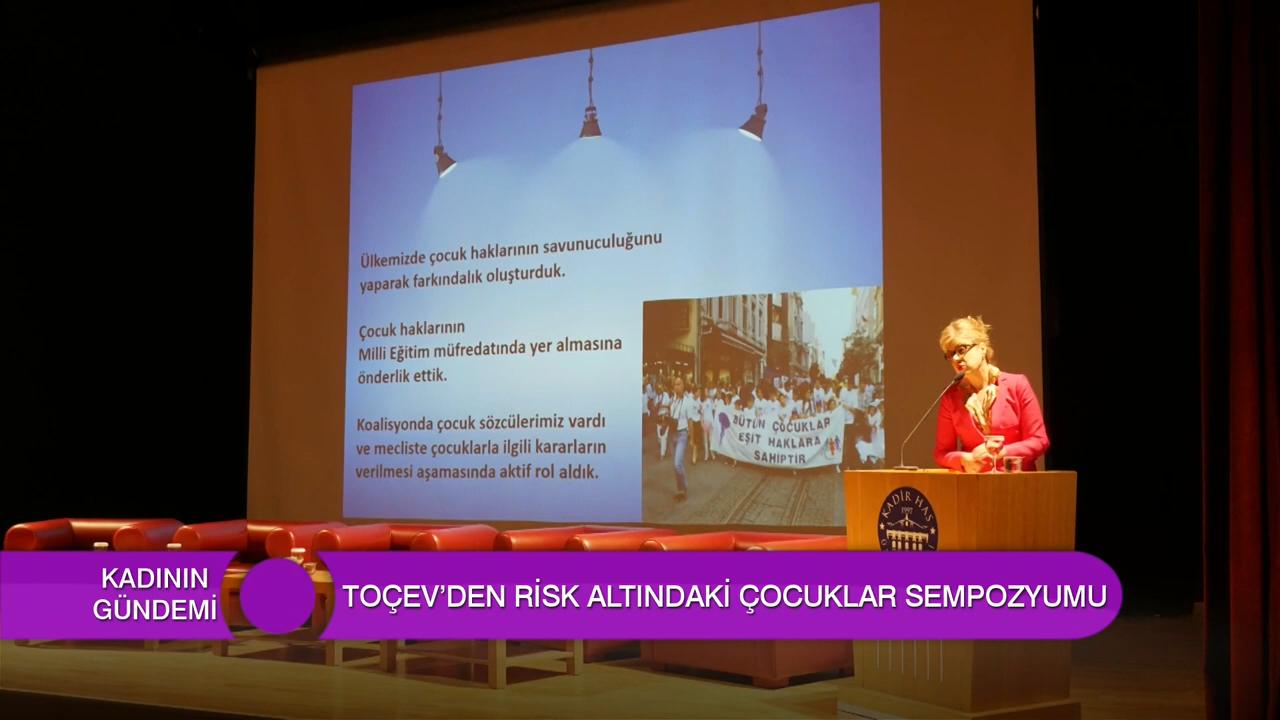 Ülkemizde çocuk haklarının savunuculuğunu
yaparak farkındalık oluşturduk.
Çocuk haklarının
Milli Eğitim müfredatında yer almasına
önderlik ettik.
Koalisyonda çocuk sözcülerimiz vardı
ve mecliste çocuklarla ilgili kararların
verilmesi aşamasında aktif rol aldık.
BÜTÜN ÇOCUKLAR
EŞİT HAKLARA
SAHİPTİR
KADİR HAS
1997
KADININ
GÜNDEMİ
TOÇEV’DEN RİSK ALTINDAKİ ÇOCUKLAR SEMPOZYUMU